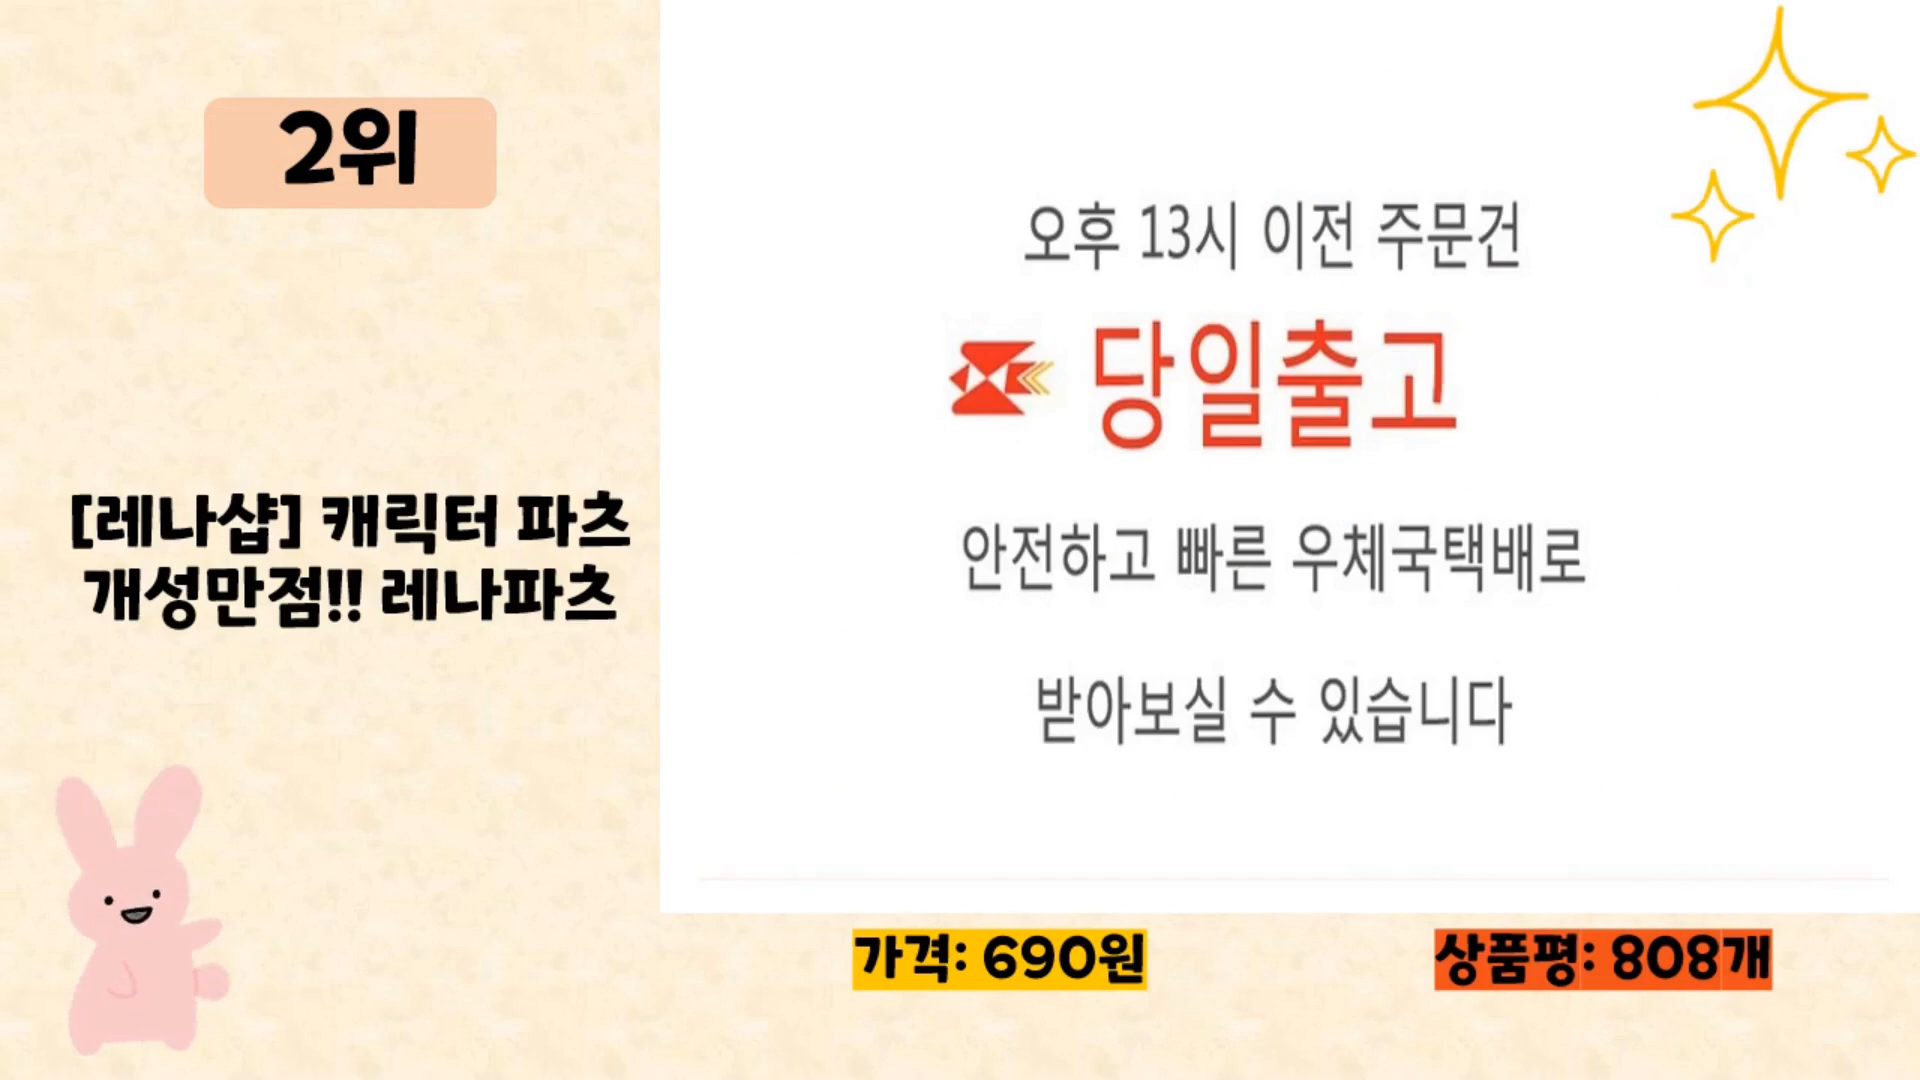 2위
[레나샵] 캐릭터 파츠
개성만점!! 레나파츠
오후 13시 이전 주문건
당일출고
안전하고 빠른 우체국택배로
받아보실 수 있습니다
가격: 690원
상품평: 808개